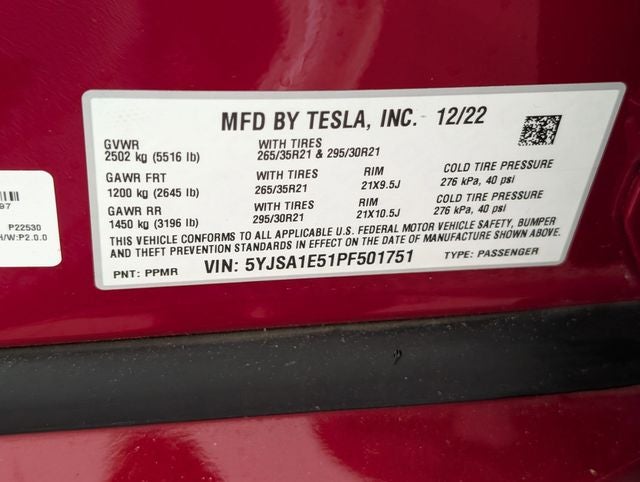 MFD BY TESLA, INC. 12/22
GVWR WITH TIRES
2502 kg (5516 lb) 265/35R21 & 295/30R21
GAWR FRT WITH TIRES RIM COLD TIRE PRESSURE
1200 kg (2645 lb) 265/35R21 21X9.5J 276 kPa, 40 psi
GAWR RR WITH TIRES RIM COLD TIRE PRESSURE
1450 kg (3196 lb) 295/30R21 21X10.5J 276 kPa, 40 psi
THIS VEHICLE CONFORMS TO ALL APPLICABLE U.S. FEDERAL MOTOR VEHICLE SAFETY, BUMPER
AND THEFT PREVENTION STANDARDS IN EFFECT ON THE DATE OF MANUFACTURE SHOWN ABOVE.
PNT: PPMR VIN: 5YJSA1E51PF501751 TYPE: PASSENGER
97
P22530
H/W:P2.0.0